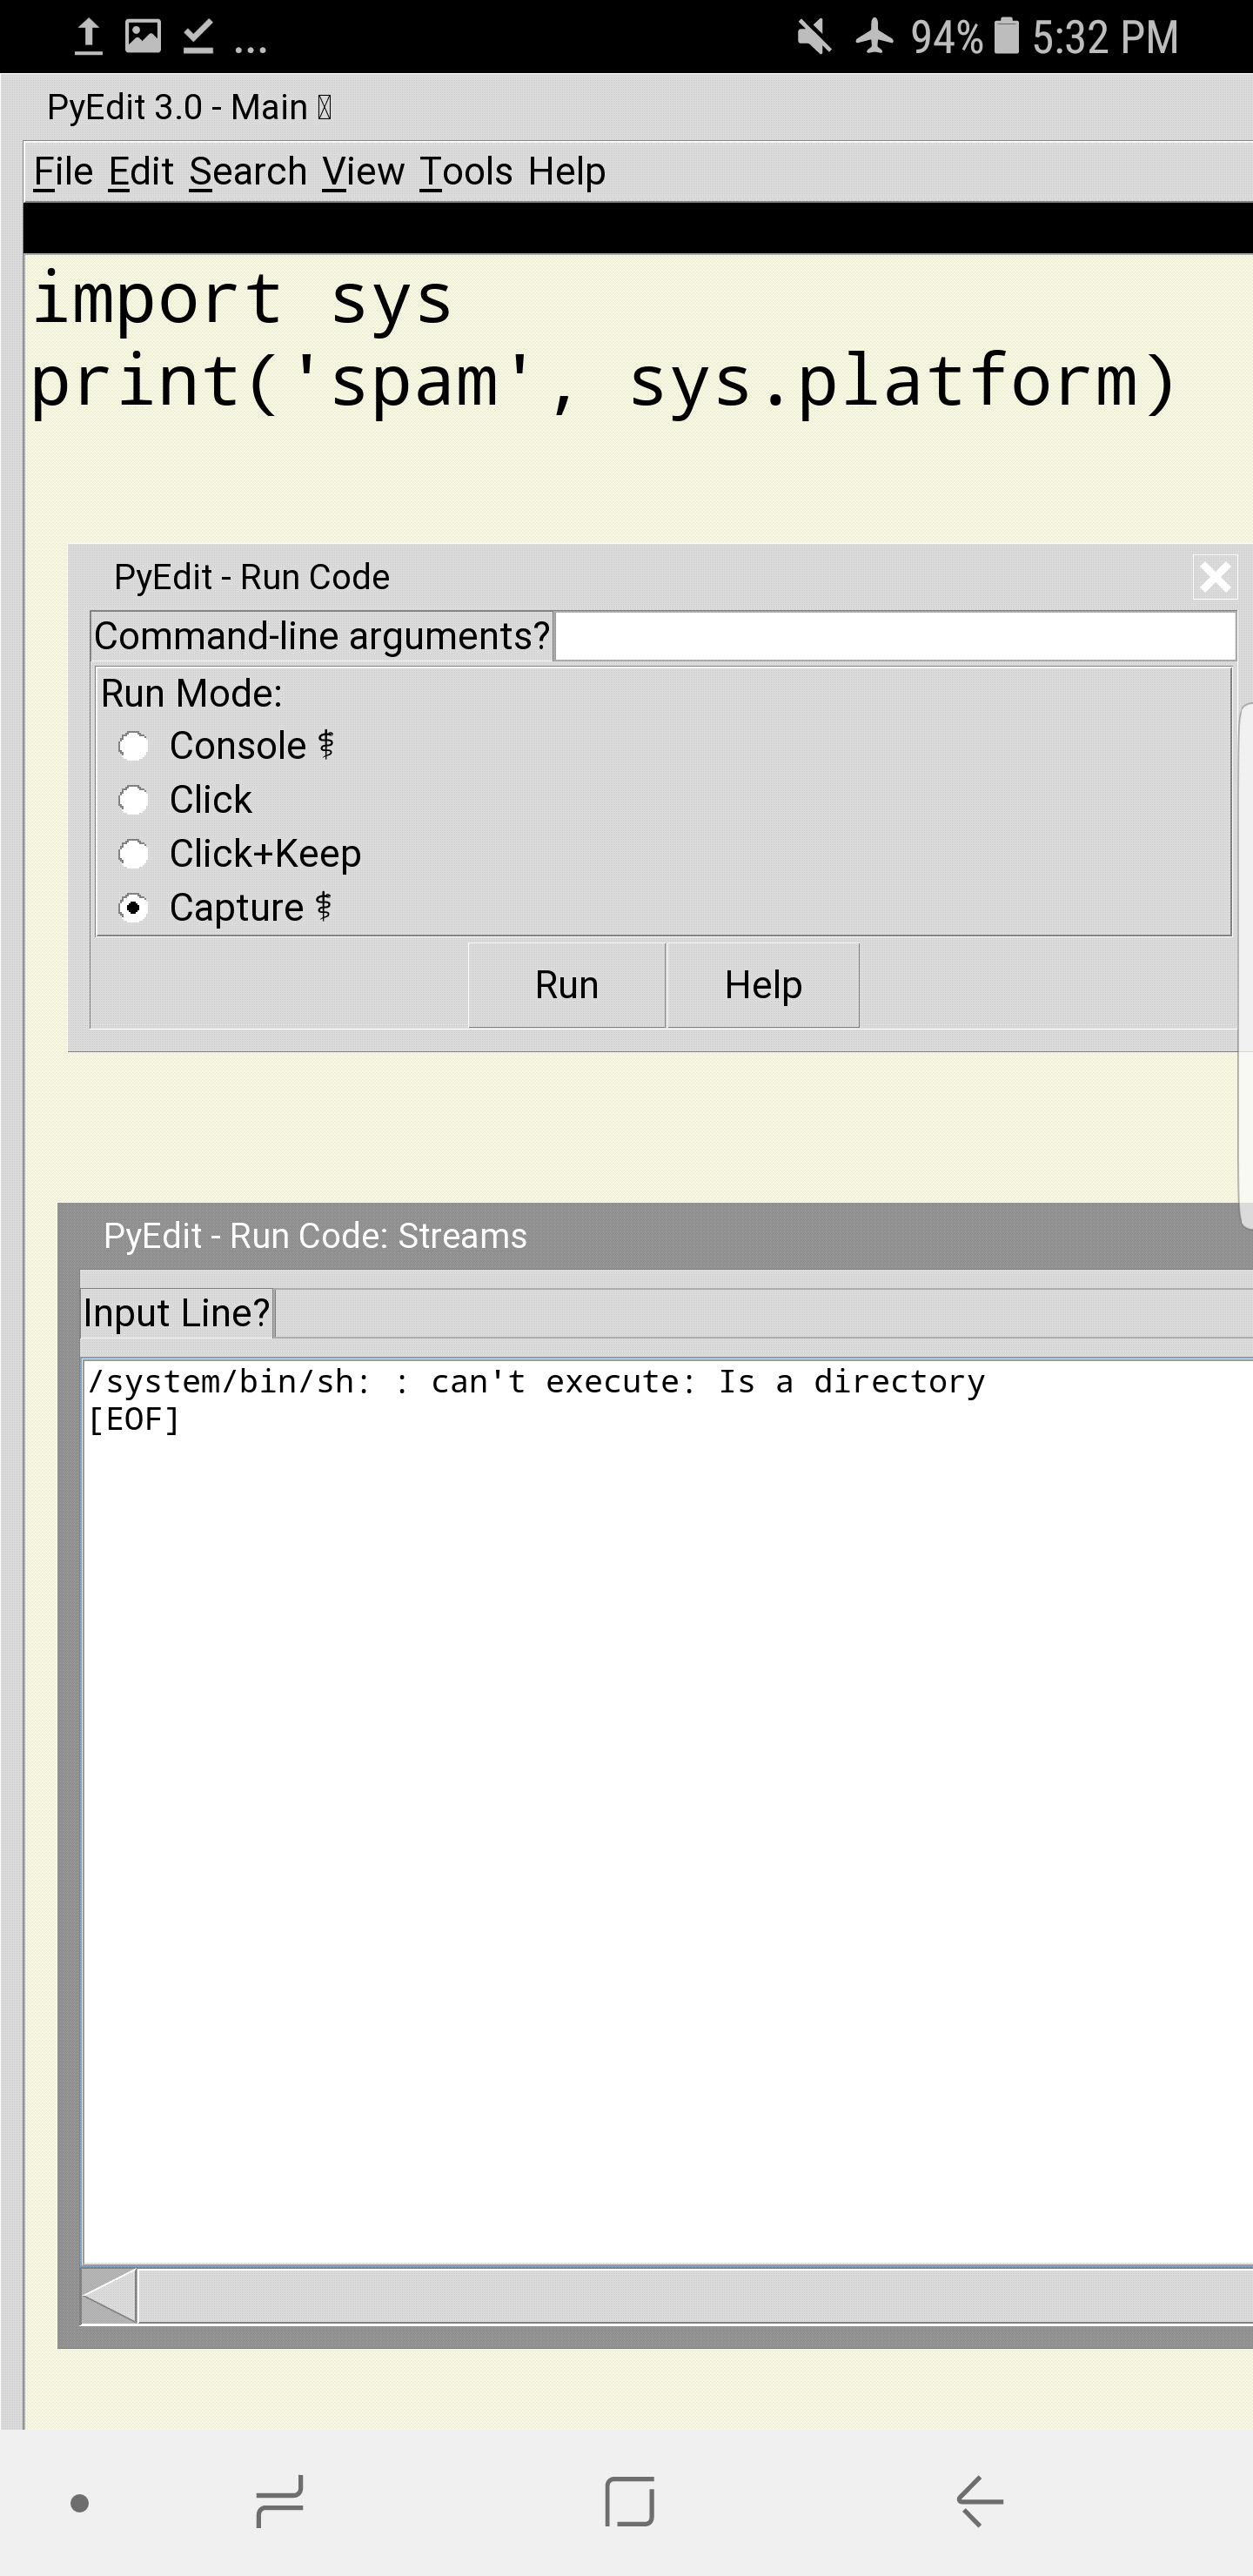 ... 94% 5:32 PM
PyEdit 3.0 - Main
File Edit Search View Tools Help
import sys
print('spam', sys.platform)
PyEdit - Run Code
Command-line arguments?
Run Mode:
Console
Click
Click+Keep
Capture
Run Help
PyEdit - Run Code: Streams
Input Line?
/system/bin/sh: : can't execute: Is a directory
[EOF]